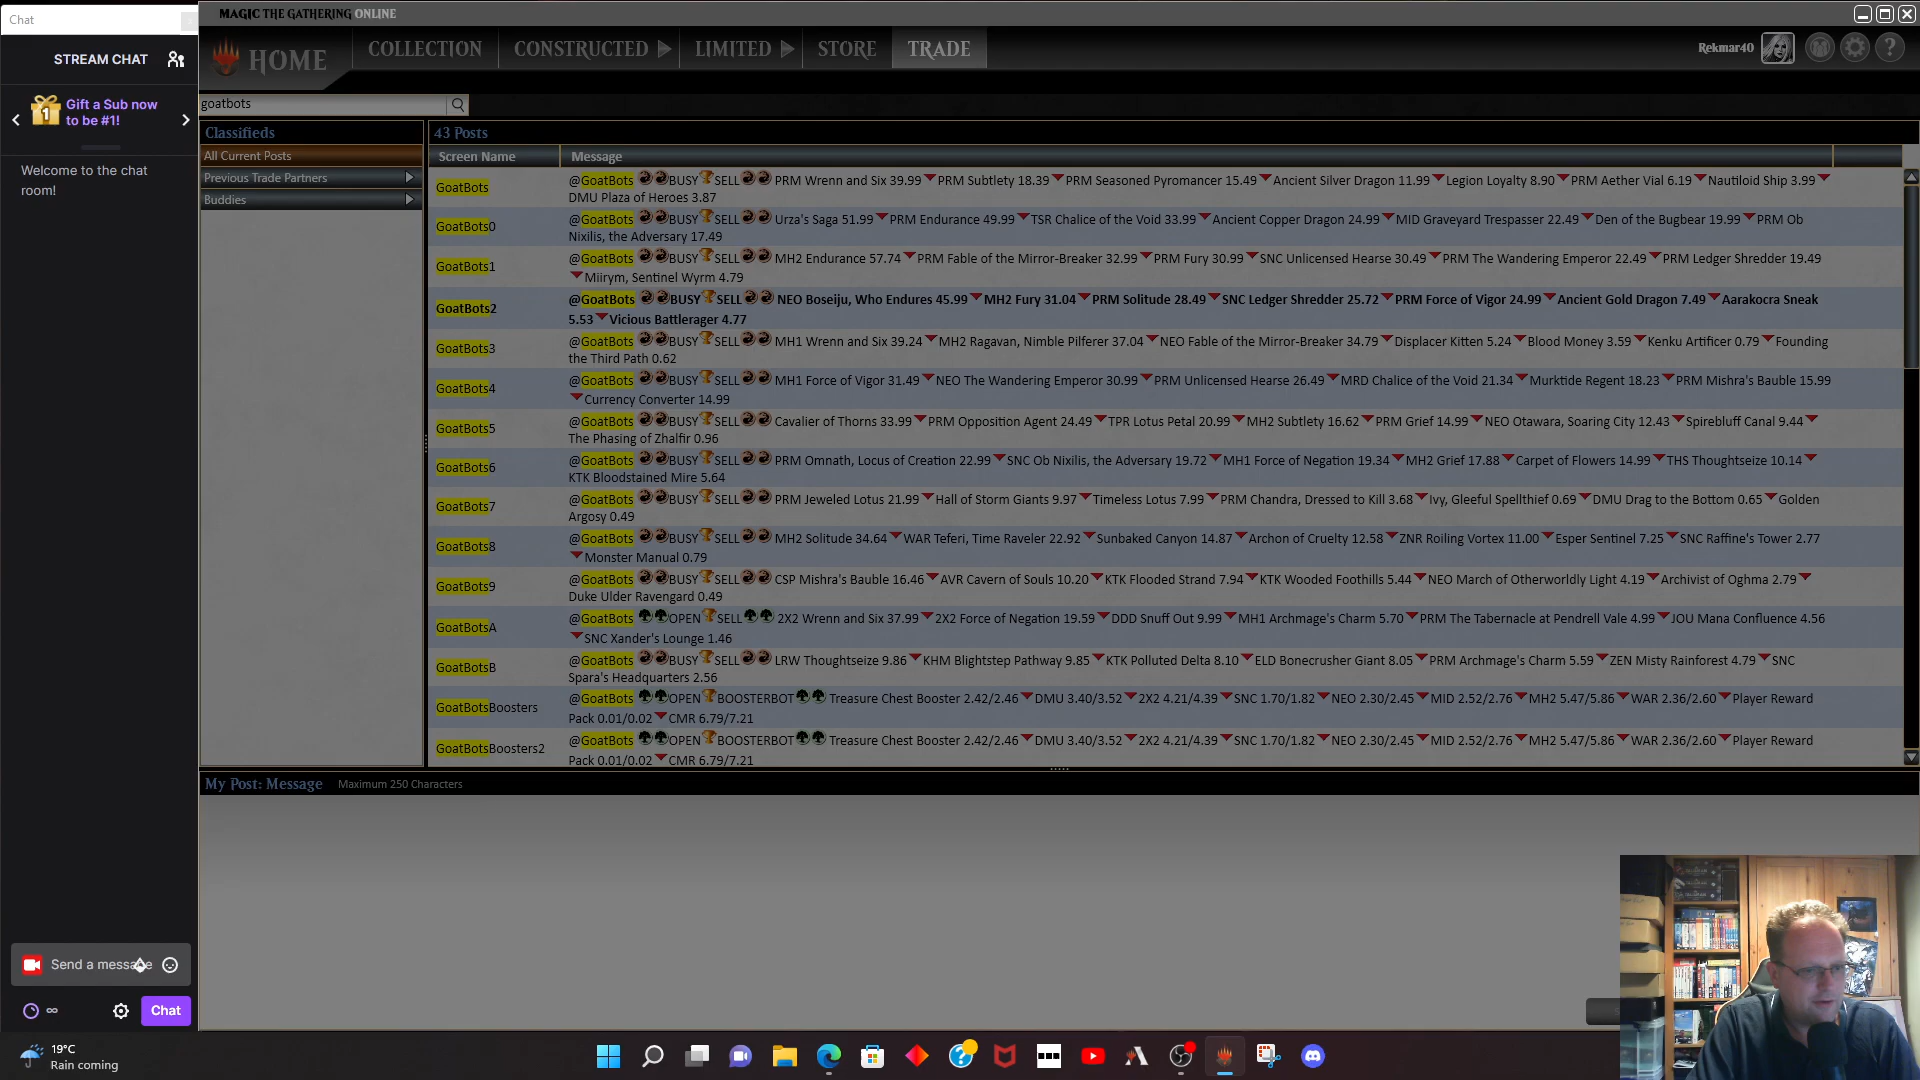 Chat
STREAM CHAT
Gift a Sub now
to be #1!
1
Welcome to the chat
room!
Send a message
Chat
MAGIC THE GATHERING ONLINE
HOME
COLLECTION
CONSTRUCTED
LIMITED
STORE
TRADE
Rekmar40
goatbots
Classifieds
All Current Posts
Previous Trade Partners
Buddies
43 Posts
Screen Name
Message
GoatBots
@GoatBots BUSY SELL PRM Wrenn and Six 39.99 PRM Subtlety 18.39 PRM Seasoned Pyromancer 15.49 Ancient Silver Dragon 11.99 Legion Loyalty 8.90 PRM Aether Vial 6.19 Nautiloid Ship 3.99
DMU Plaza of Heroes 3.87
GoatBots0
@GoatBots BUSY SELL Urza's Saga 51.99 PRM Endurance 49.99 TSR Chalice of the Void 33.99 Ancient Copper Dragon 24.99 MID Graveyard Trespasser 22.49 Den of the Bugbear 19.99 PRM Ob
Nixilis, the Adversary 17.49
GoatBots1
@GoatBots BUSY SELL MH2 Endurance 57.74 PRM Fable of the Mirror-Breaker 32.99 PRM Fury 30.99 SNC Unlicensed Hearse 30.49 PRM The Wandering Emperor 22.49 PRM Ledger Shredder 19.49
Miirym, Sentinel Wyrm 4.79
GoatBots2
@GoatBots BUSY SELL NEO Boseiju, Who Endures 45.99 MH2 Fury 31.04 PRM Solitude 28.49 SNC Ledger Shredder 25.72 PRM Force of Vigor 24.99 Ancient Gold Dragon 7.49 Aarakocra Sneak
5.53 Vicious Battlerager 4.77
GoatBots3
@GoatBots BUSY SELL MH1 Wrenn and Six 39.24 MH2 Ragavan, Nimble Pilferer 37.04 NEO Fable of the Mirror-Breaker 34.79 Displacer Kitten 5.24 Blood Money 3.59 Kenku Artificer 0.79 Founding
the Third Path 0.62
GoatBots4
@GoatBots BUSY SELL MH1 Force of Vigor 31.49 NEO The Wandering Emperor 30.99 PRM Unlicensed Hearse 26.49 MRD Chalice of the Void 21.34 Murktide Regent 18.23 PRM Mishra's Bauble 15.99
Currency Converter 14.99
GoatBots5
@GoatBots BUSY SELL Cavalier of Thorns 33.99 PRM Opposition Agent 24.49 TPR Lotus Petal 20.99 MH2 Subtlety 16.62 PRM Grief 14.99 NEO Otawara, Soaring City 12.43 Spirebluff Canal 9.44
The Phasing of Zhalfir 0.96
GoatBots6
@GoatBots BUSY SELL PRM Omnath, Locus of Creation 22.99 SNC Ob Nixilis, the Adversary 19.72 MH1 Force of Negation 19.34 MH2 Grief 17.88 Carpet of Flowers 14.99 THS Thoughtseize 10.14
KTK Bloodstained Mire 5.64
GoatBots7
@GoatBots BUSY SELL PRM Jeweled Lotus 21.99 Hall of Storm Giants 9.97 Timeless Lotus 7.99 PRM Chandra, Dressed to Kill 3.68 Ivy, Gleeful Spellthief 0.69 DMU Drag to the Bottom 0.65 Golden
Argosy 0.49
GoatBots8
@GoatBots BUSY SELL MH2 Solitude 34.64 WAR Teferi, Time Raveler 22.92 Sunbaked Canyon 14.87 Archon of Cruelty 12.58 ZNR Roiling Vortex 11.00 Esper Sentinel 7.25 SNC Raffine's Tower 2.77
Monster Manual 0.79
GoatBots9
@GoatBots BUSY SELL CSP Mishra's Bauble 16.46 AVR Cavern of Souls 10.20 KTK Flooded Strand 7.94 KTK Wooded Foothills 5.44 NEO March of Otherworldly Light 4.19 Archivist of Oghma 2.79
Duke Ulder Ravengard 0.49
GoatBotsA
@GoatBots OPEN SELL 2X2 Wrenn and Six 37.99 2X2 Force of Negation 19.59 DDD Snuff Out 9.99 MH1 Archmage's Charm 5.70 PRM The Tabernacle at Pendrell Vale 4.99 JOU Mana Confluence 4.56
SNC Xander's Lounge 1.46
GoatBotsB
@GoatBots BUSY SELL LRW Thoughtseize 9.86 KHM Blightstep Pathway 9.85 KTK Polluted Delta 8.10 ELD Bonecrusher Giant 8.05 PRM Archmage's Charm 5.59 ZEN Misty Rainforest 4.79 SNC
Spara's Headquarters 2.56
GoatBotsBoosters
@GoatBots OPEN BOOSTERBOT Treasure Chest Booster 2.42/2.46 DMU 3.40/3.52 2X2 4.21/4.39 SNC 1.70/1.82 NEO 2.30/2.45 MID 2.52/2.76 MH2 5.47/5.86 WAR 2.36/2.60 Player Reward
Pack 0.01/0.02 CMR 6.79/7.21
GoatBotsBoosters2
@GoatBots OPEN BOOSTERBOT Treasure Chest Booster 2.42/2.46 DMU 3.40/3.52 2X2 4.21/4.39 SNC 1.70/1.82 NEO 2.30/2.45 MID 2.52/2.76 MH2 5.47/5.86 WAR 2.36/2.60 Player Reward
Pack 0.01/0.02 CMR 6.79/7.21
My Post: Message
Maximum 250 Characters
19°C
Rain coming